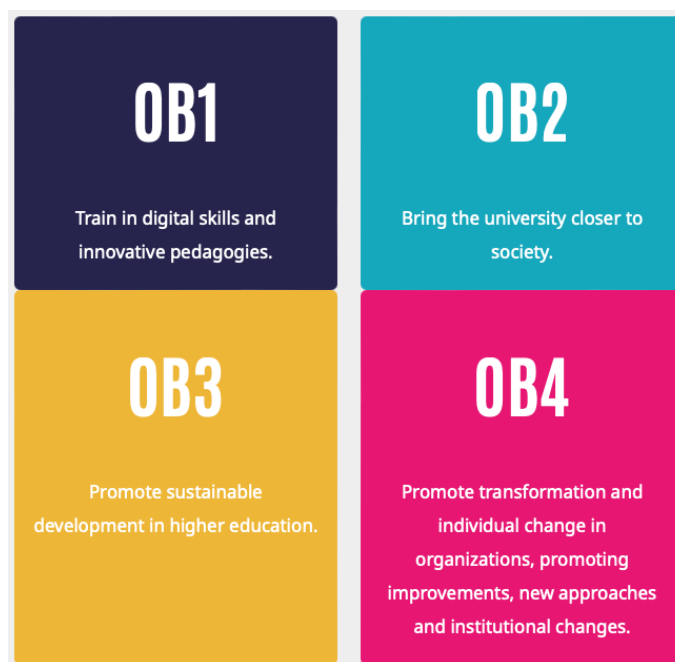 OB1
Train in digital skills and
innovative pedagogies.
OB2
Bring the university closer to
society.
OB3
Promote sustainable
development in higher education.
OB4
Promote transformation and
individual change in
organizations, promoting
improvements, new approaches
and institutional changes.